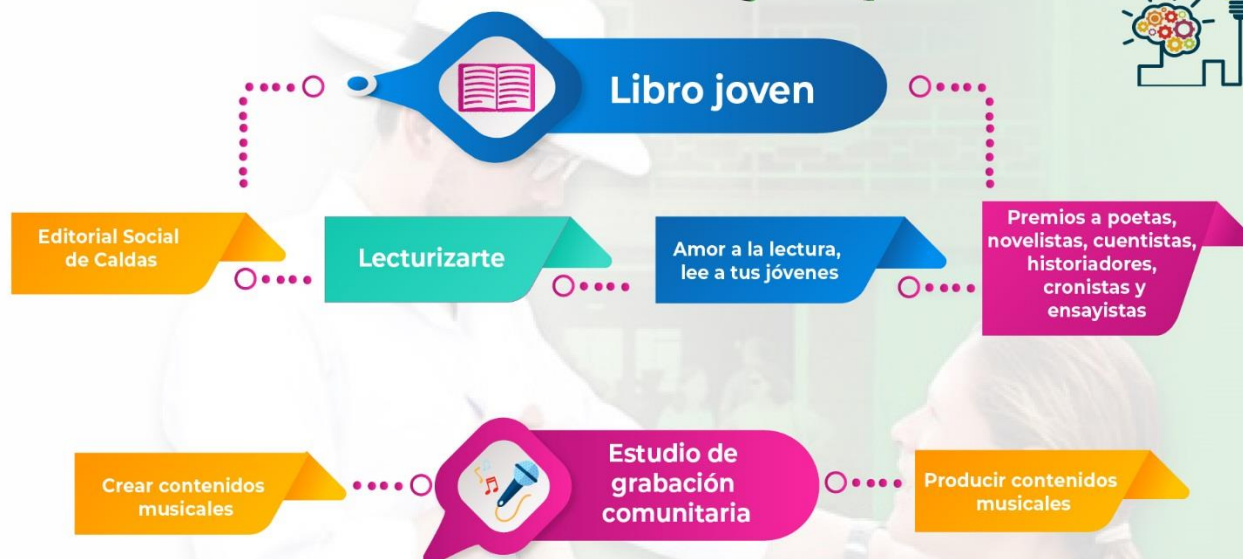 Libro joven
Editorial Social
de Caldas
Lecturizarte
Amor a la lectura,
lee a tus jóvenes
Premios a poetas,
novelistas, cuentistas,
historiadores,
cronistas y
ensayistas
Crear contenidos
musicales
Estudio de
grabación
comunitaria
Producir contenidos
musicales